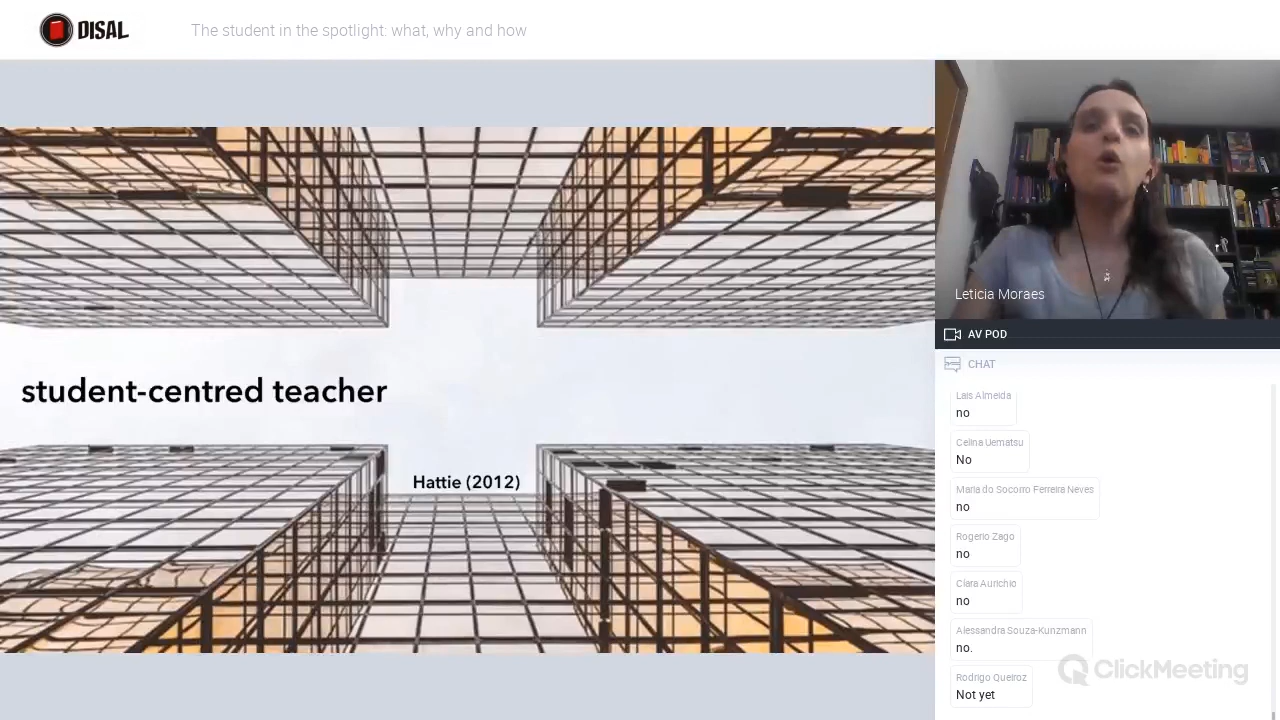 DISAL
The student in the spotlight: what, why and how
student-centred teacher
Hattie (2012)
Leticia Moraes
AV POD
CHAT
Lais Almeida
no
Celina Uematsu
No
Maria do Socorro Ferreira Neves
no
Rogerio Zago
no
Clara Aurichio
no
Alessandra Souza-Kunzmann
no.
Rodrigo Queiroz
Not yet
ClickMeeting